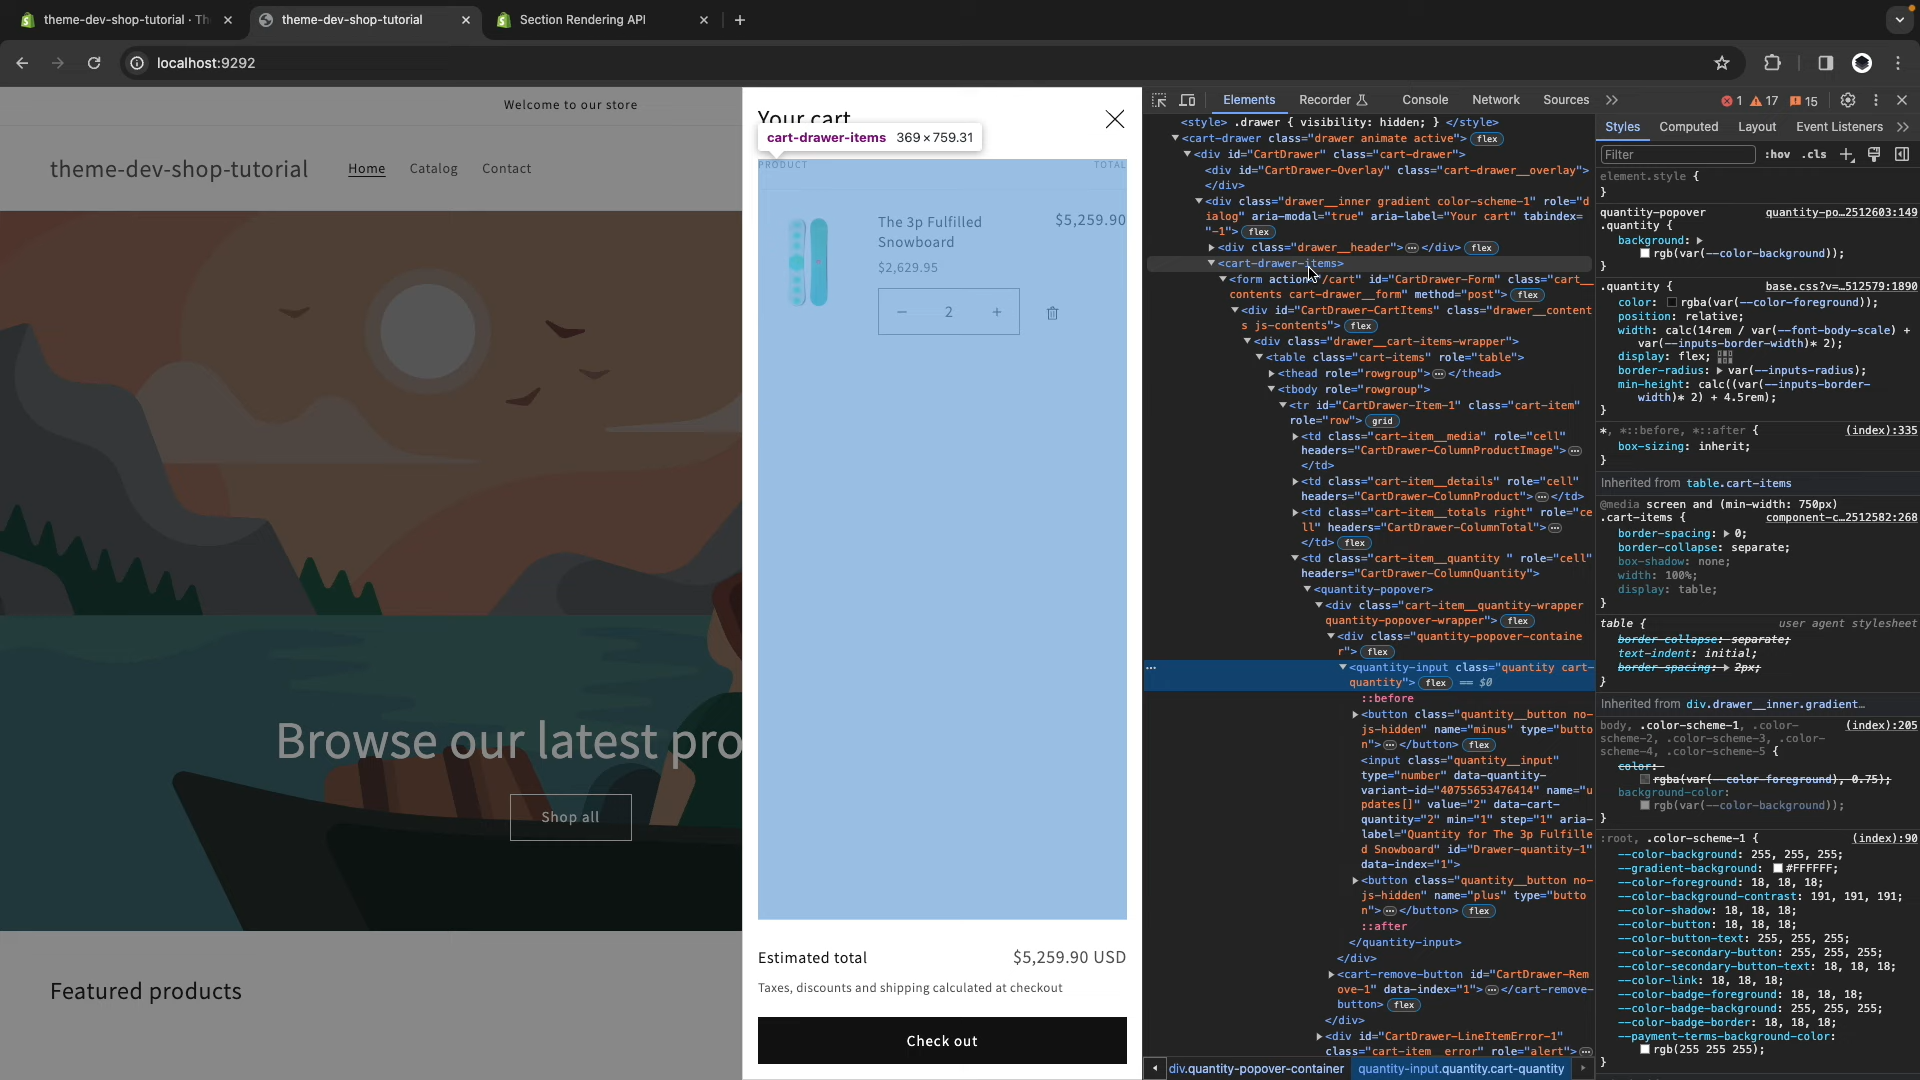 theme-dev-shop-tutorial · Th
theme-dev-shop-tutorial
Section Rendering API
localhost:9292
Welcome to our store
theme-dev-shop-tutorial
Home
Catalog
Contact
Browse our latest pro
Shop all
Featured products
Your cart
cart-drawer-items 369×759.31
PRODUCT
TOTAL
The 3p Fulfilled
Snowboard
$5,259.90
$2,629.95
− 2 +
Estimated total
$5,259.90 USD
Taxes, discounts and shipping calculated at checkout
Check out
Elements
Recorder
Console
Network
Sources
1 17 15
<style> .drawer { visibility: hidden; } </style>
<cart-drawer class="drawer animate active"> flex
<div id="CartDrawer" class="cart-drawer">
<div id="CartDrawer-Overlay" class="cart-drawer__overlay">
</div>
<div class="drawer__inner gradient color-scheme-1" role="d
ialog" aria-modal="true" aria-label="Your cart" tabindex=
"-1"> flex
<div class="drawer__header"> … </div> flex
<cart-drawer-items>
<form action="/cart" id="CartDrawer-Form" class="cart__
contents cart-drawer__form" method="post"> flex
<div id="CartDrawer-CartItems" class="drawer__content
s js-contents"> flex
<div class="drawer__cart-items-wrapper">
<table class="cart-items" role="table">
<thead role="rowgroup"> … </thead>
<tbody role="rowgroup">
<tr id="CartDrawer-Item-1" class="cart-item"
role="row"> grid
<td class="cart-item__media" role="cell"
headers="CartDrawer-ColumnProductImage"> …
</td>
<td class="cart-item__details" role="cell"
headers="CartDrawer-ColumnProduct"> … </td>
<td class="cart-item__totals right" role="ce
ll" headers="CartDrawer-ColumnTotal"> …
</td> flex
<td class="cart-item__quantity " role="cell"
headers="CartDrawer-ColumnQuantity">
<quantity-popover>
<div class="cart-item__quantity-wrapper
quantity-popover-wrapper"> flex
<div class="quantity-popover-containe
r"> flex
<quantity-input class="quantity cart-
quantity"> flex == $0
::before
<button class="quantity__button no-
js-hidden" name="minus" type="butto
n"> … </button> flex
<input class="quantity__input"
type="number" data-quantity-
variant-id="40755653476414" name="u
pdates[]" value="2" data-cart-
quantity="2" min="1" step="1" aria-
label="Quantity for The 3p Fulfille
d Snowboard" id="Drawer-quantity-1"
data-index="1">
<button class="quantity__button no-
js-hidden" name="plus" type="butto
n"> … </button> flex
::after
</quantity-input>
</div>
<cart-remove-button id="CartDrawer-Rem
ove-1" data-index="1"> … </cart-remove-
button> flex
</div>
<div id="CartDrawer-LineItemError-1"
class="cart-item__error" role="alert"> …
div.quantity-popover-container
quantity-input.quantity.cart-quantity
Styles
Computed
Layout
Event Listeners
Filter
:hov .cls
element.style {
}
quantity-popover quantity-po…2512603:149
.quantity {
background:
rgb(var(--color-background));
}
.quantity { base.css?v=…512579:1890
color: rgba(var(--color-foreground));
position: relative;
width: calc(14rem / var(--font-body-scale) +
var(--inputs-border-width)* 2);
display: flex;
border-radius: var(--inputs-radius);
min-height: calc((var(--inputs-border-
width)* 2) + 4.5rem);
}
*, *::before, *::after { (index):335
box-sizing: inherit;
}
Inherited from table.cart-items
@media screen and (min-width: 750px)
.cart-items { component-c…2512582:268
border-spacing: 0;
border-collapse: separate;
box-shadow: none;
width: 100%;
display: table;
}
table { user agent stylesheet
border-collapse: separate;
text-indent: initial;
border-spacing: 2px;
}
Inherited from div.drawer__inner.gradient…
body, .color-scheme-1, .color- (index):205
scheme-2, .color-scheme-3, .color-
scheme-4, .color-scheme-5 {
color:
rgba(var(--color-foreground), 0.75);
background-color:
rgb(var(--color-background));
}
:root, .color-scheme-1 { (index):90
--color-background: 255, 255, 255;
--gradient-background: #FFFFFF;
--color-foreground: 18, 18, 18;
--color-background-contrast: 191, 191, 191;
--color-shadow: 18, 18, 18;
--color-button: 18, 18, 18;
--color-button-text: 255, 255, 255;
--color-secondary-button: 255, 255, 255;
--color-secondary-button-text: 18, 18, 18;
--color-link: 18, 18, 18;
--color-badge-foreground: 18, 18, 18;
--color-badge-background: 255, 255, 255;
--color-badge-border: 18, 18, 18;
--payment-terms-background-color:
rgb(255 255 255);
}